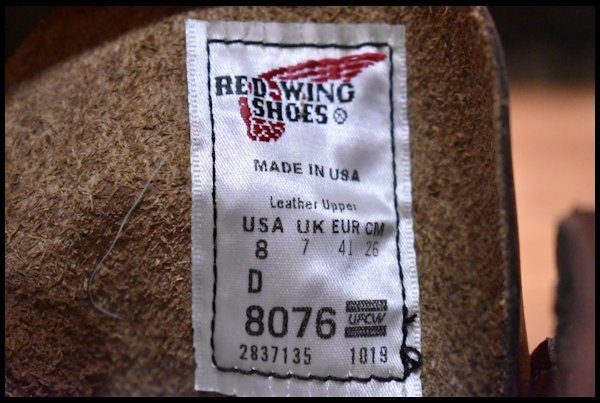 RED WING
SHOES
MADE IN USA
Leather Upper
USA UK EUR CM
8 7 41 26
D
8076 UFCW
2837135 1019